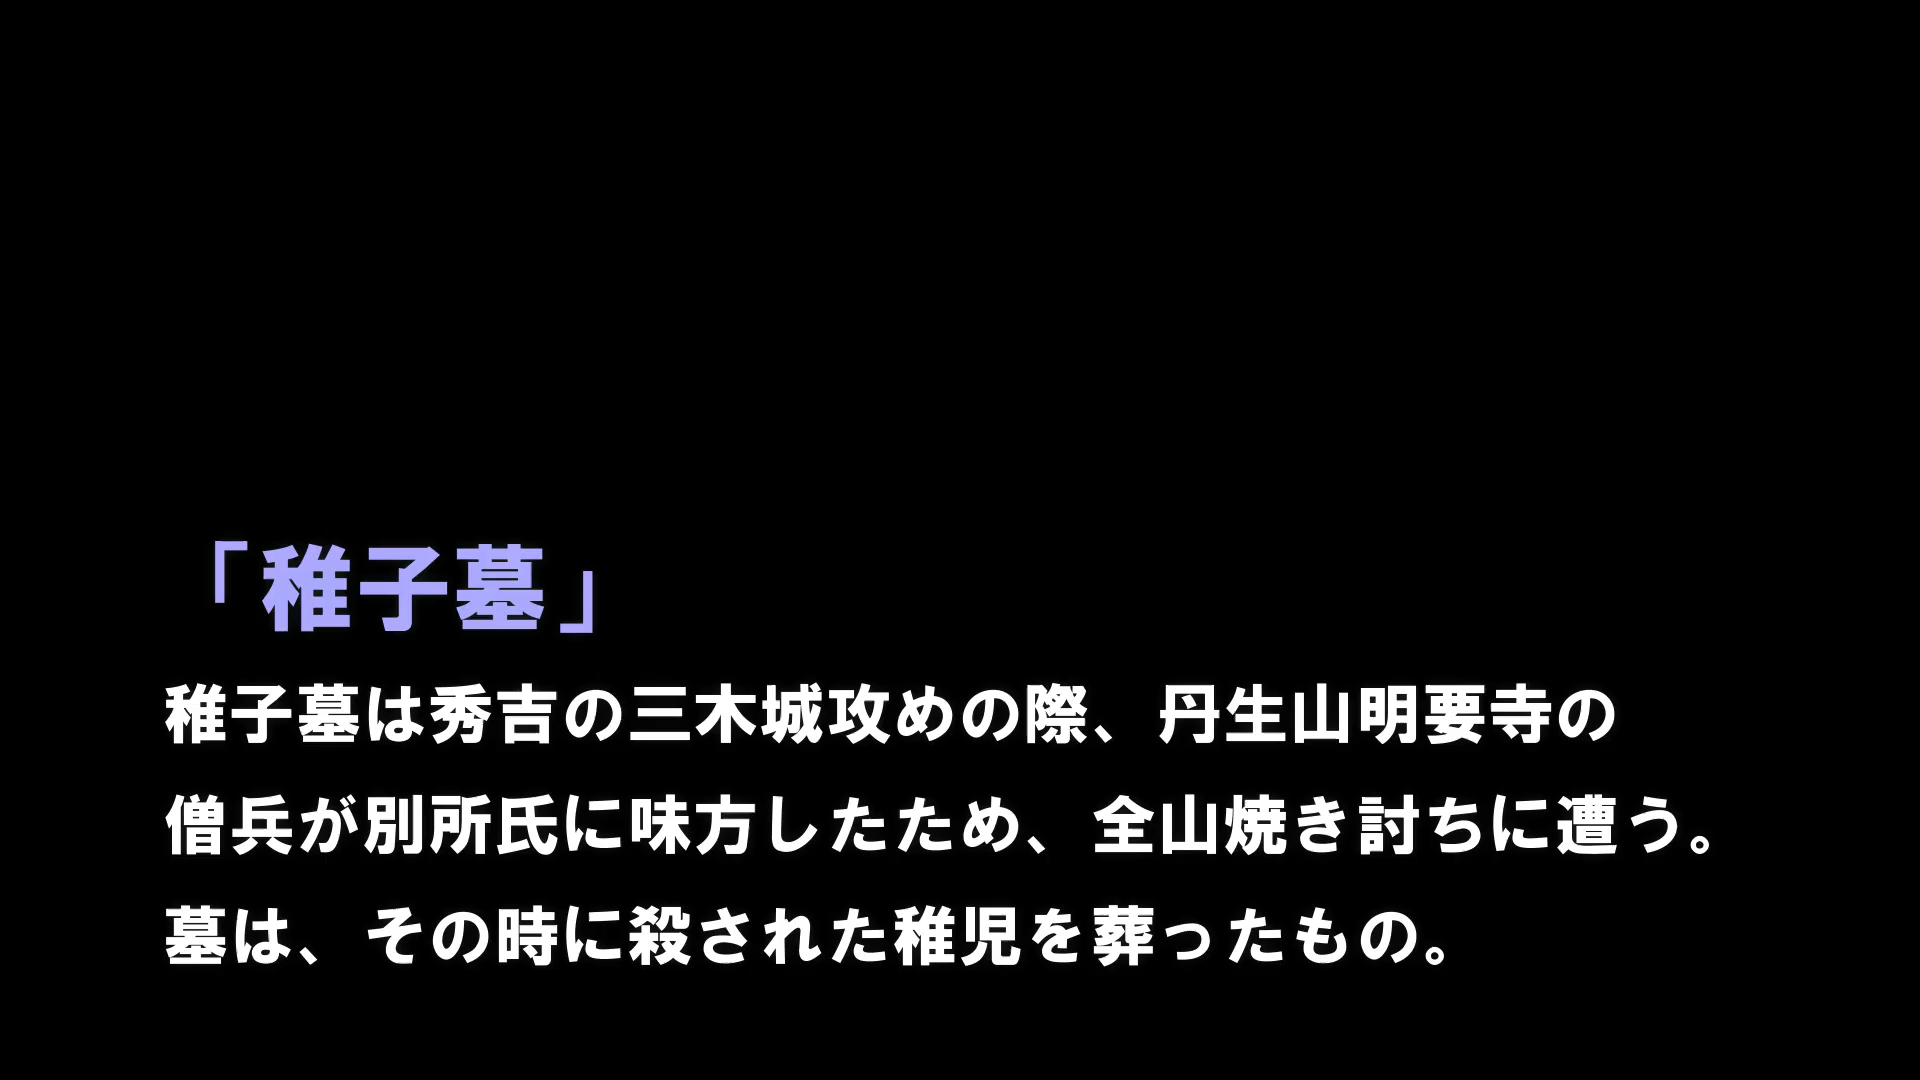 「稚子墓」
稚子墓は秀吉の三木城攻めの際、丹生山明要寺の
僧兵が別所氏に味方したため、全山焼き討ちに遭う。
墓は、その時に殺された稚児を葬ったもの。